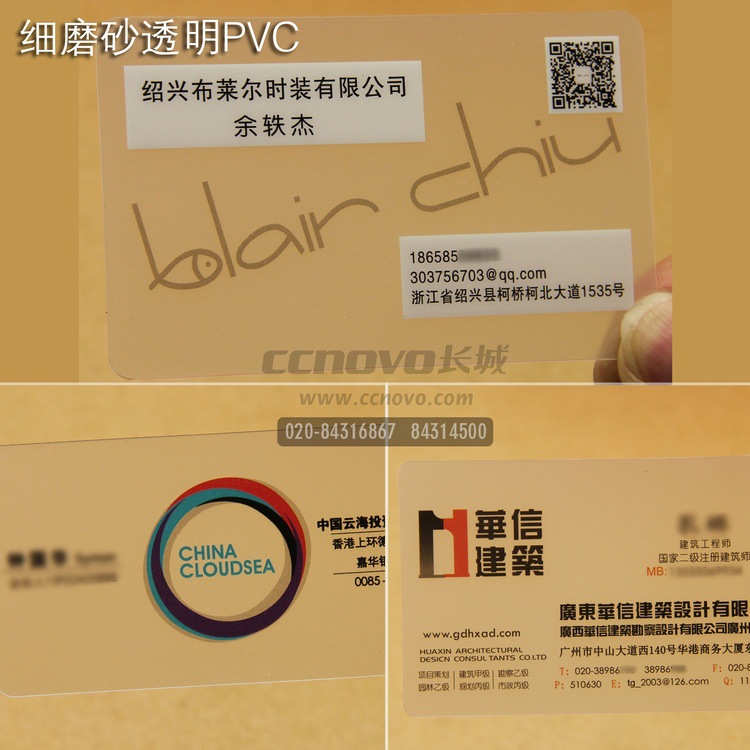 细磨砂透明PVC
绍兴布莱尔时装有限公司
余轶杰
blair chiu
186585
303756703@qq.com
浙江省绍兴县柯桥柯北大道1535号
ccnovo长城
www.ccnovo.com
020-84316867 84314500
CHINA
CLOUDSEA
中国云海投
香港上环德
嘉华
0085-
華信
建築
建筑工程师
国家二级注册建筑师
MB:
www.gdhxad.com
HUAXIN ARCHITECTURAL
DESIGN CONSULTANTS CO.LTD
项目策划 建筑甲级 勘察乙级
园林乙级 规划丙级 市政丙级
廣東華信建築設計有限
廣西華信建築勘察設計有限公司廣州
广州市中山大道西140号华港商务大厦东
T: 020-38986 38986 F: 020-8
P: 510630 E: tg_2003@126.com Q: 11